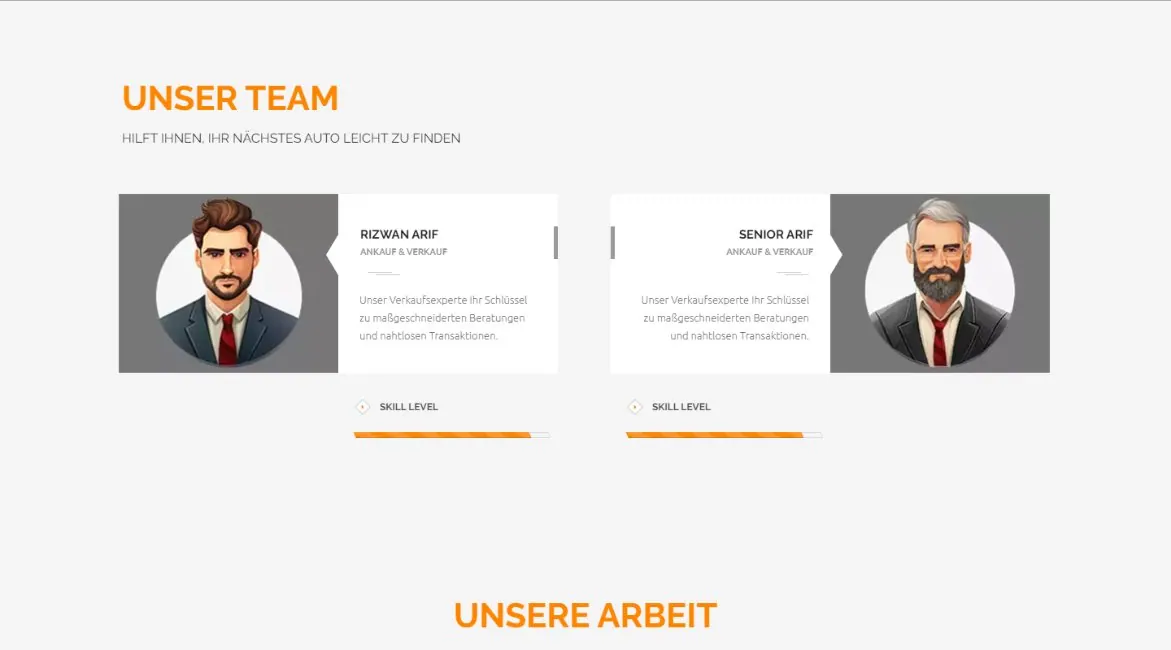 UNSER TEAM
HILFT IHNEN, IHR NÄCHSTES AUTO LEICHT ZU FINDEN
RIZWAN ARIF
ANKAUF & VERKAUF
Unser Verkaufsexperte Ihr Schlüssel
zu maßgeschneiderten Beratungen
und nahtlosen Transaktionen.
SKILL LEVEL
SENIOR ARIF
ANKAUF & VERKAUF
Unser Verkaufsexperte Ihr Schlüssel
zu maßgeschneiderten Beratungen
und nahtlosen Transaktionen.
SKILL LEVEL
UNSERE ARBEIT